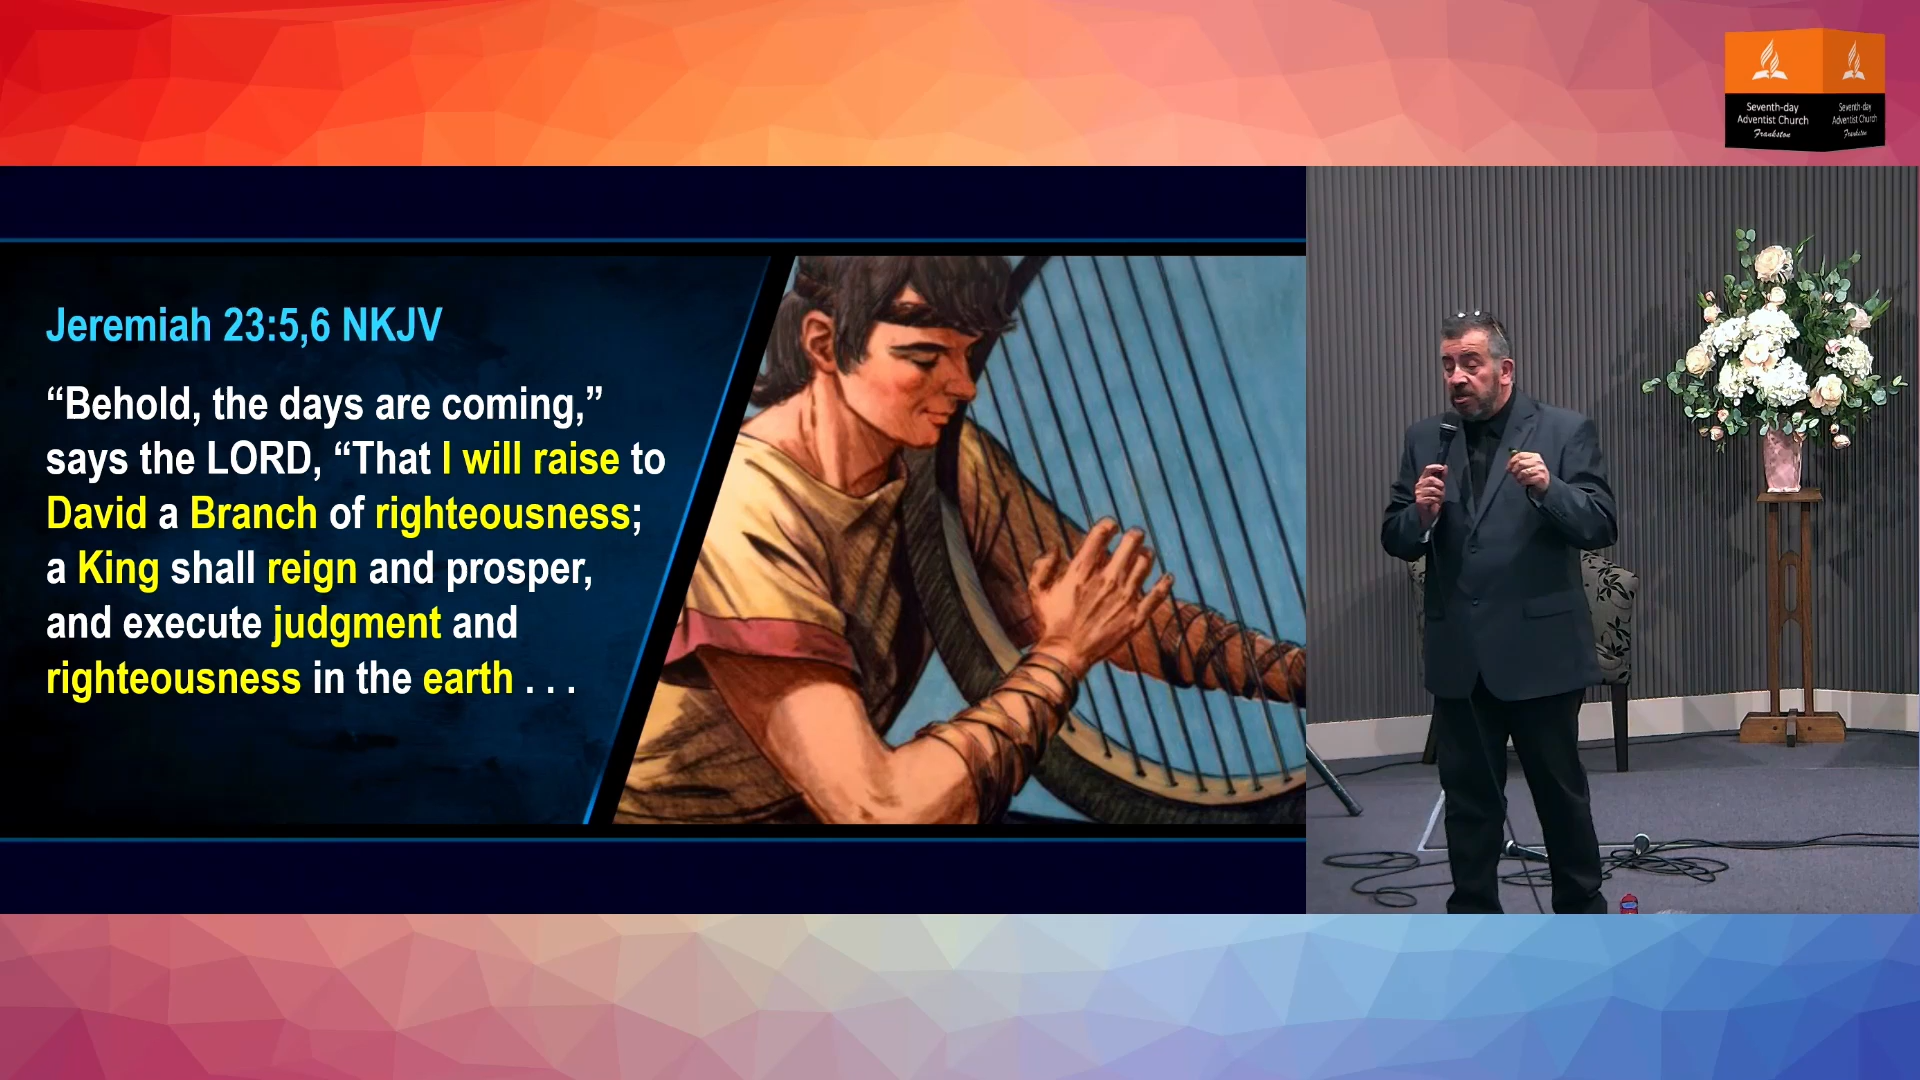 Seventh-day
Adventist Church
Frankston
Seventh-day
Adventist Church
Frankston
Jeremiah 23:5,6 NKJV
“Behold, the days are coming,”
says the LORD, “That I will raise to
David a Branch of righteousness;
a King shall reign and prosper,
and execute judgment and
righteousness in the earth . . .